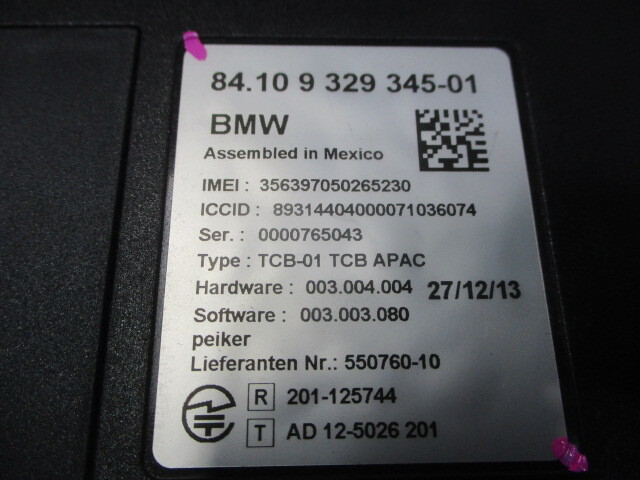 84.10 9 329 345-01
BMW
Assembled in Mexico
IMEI : 356397050265230
ICCID : 89314404000071036074
Ser. : 0000765043
Type : TCB-01 TCB APAC
Hardware : 003.004.004 27/12/13
Software : 003.003.080
peiker
Lieferanten Nr.: 550760-10
R 201-125744
T AD 12-5026 201